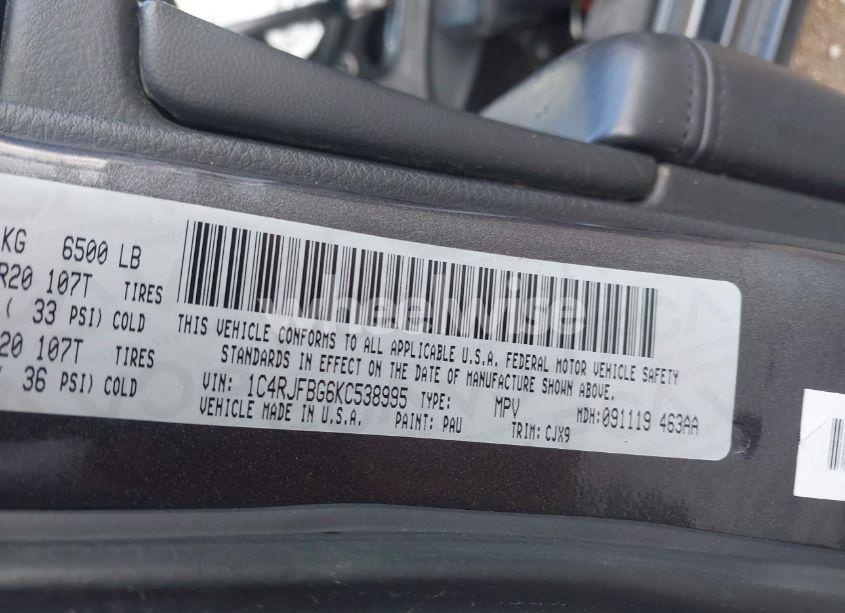 KG 6500 LB
R20 107T TIRES
( 33 PSI) COLD
20 107T TIRES
36 PSI) COLD
THIS VEHICLE CONFORMS TO ALL APPLICABLE U.S.A. FEDERAL MOTOR VEHICLE SAFETY
STANDARDS IN EFFECT ON THE DATE OF MANUFACTURE SHOWN ABOVE.
VIN: 1C4RJFBG6KC538995 TYPE: MPV MDH:091119 463AA
VEHICLE MADE IN U.S.A. PAINT: PAU TRIM: CJX9
wheelwise